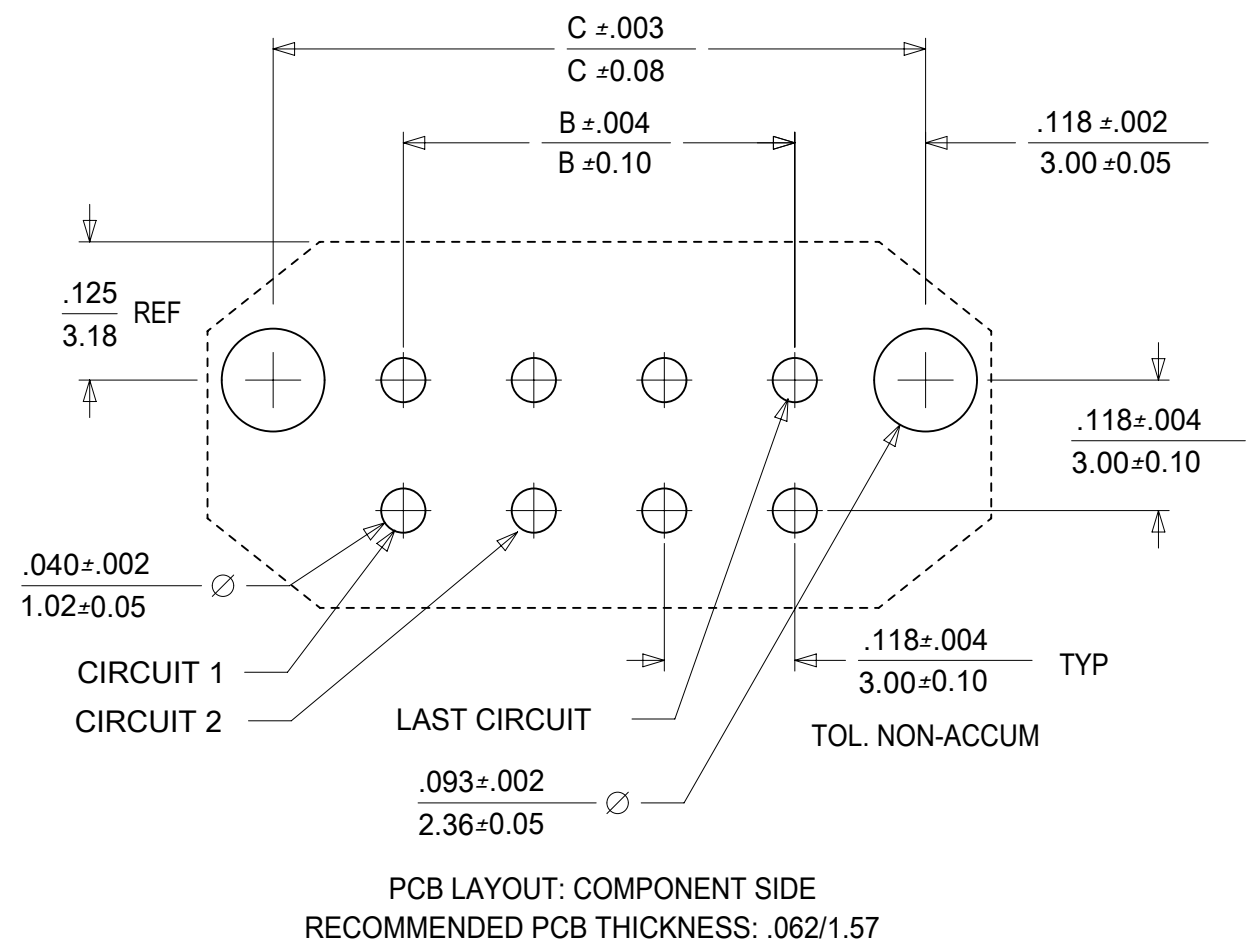 C ±.003
C ±0.08
B ±.004
B ±0.10
.118 ±.002
3.00 ±0.05
.125
3.18
REF
.118±.004
3.00±0.10
.040±.002
1.02±0.05
∅
CIRCUIT 1
CIRCUIT 2
LAST CIRCUIT
.118±.004
3.00±0.10
TYP
TOL. NON-ACCUM
.093±.002
2.36±0.05
∅
PCB LAYOUT: COMPONENT SIDE
RECOMMENDED PCB THICKNESS: .062/1.57